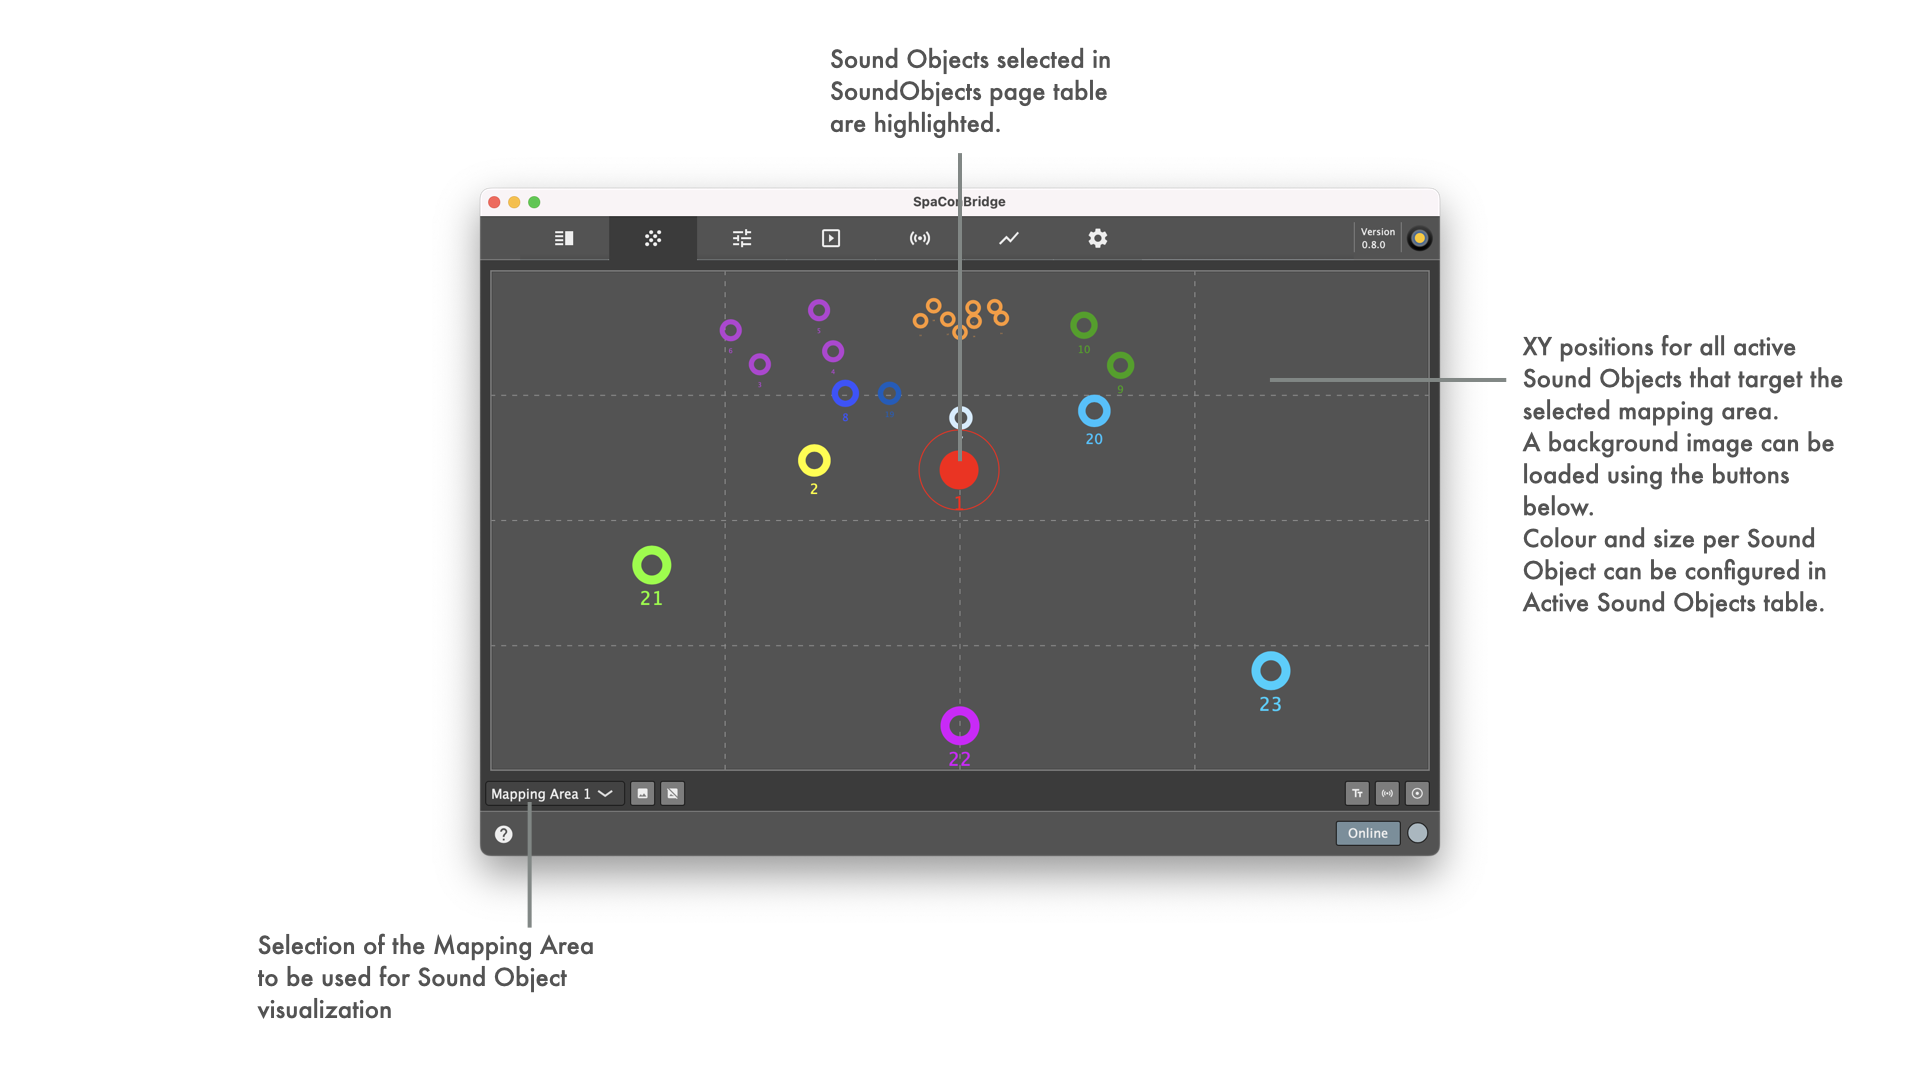 Sound Objects selected in
SoundObjects page table
are highlighted.
SpaConBridge
Version
0.8.0
10
9
20
2
1
21
23
22
XY positions for all active
Sound Objects that target the
selected mapping area.
A background image can be
loaded using the buttons
below.
Colour and size per Sound
Object can be configured in
Active Sound Objects table.
Mapping Area 1
TT
?
Online
Selection of the Mapping Area
to be used for Sound Object
visualization